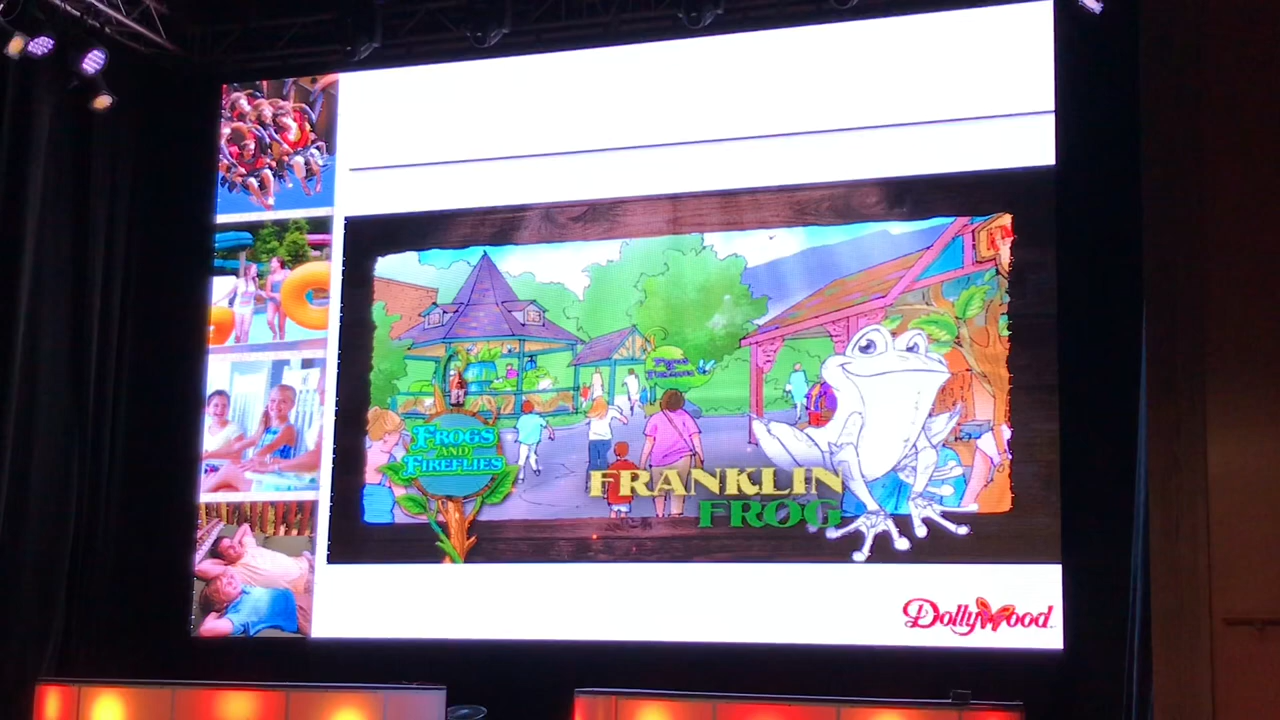 FROGS
AND
FIREFLIES
FRANKLIN
FROG
Dollywood